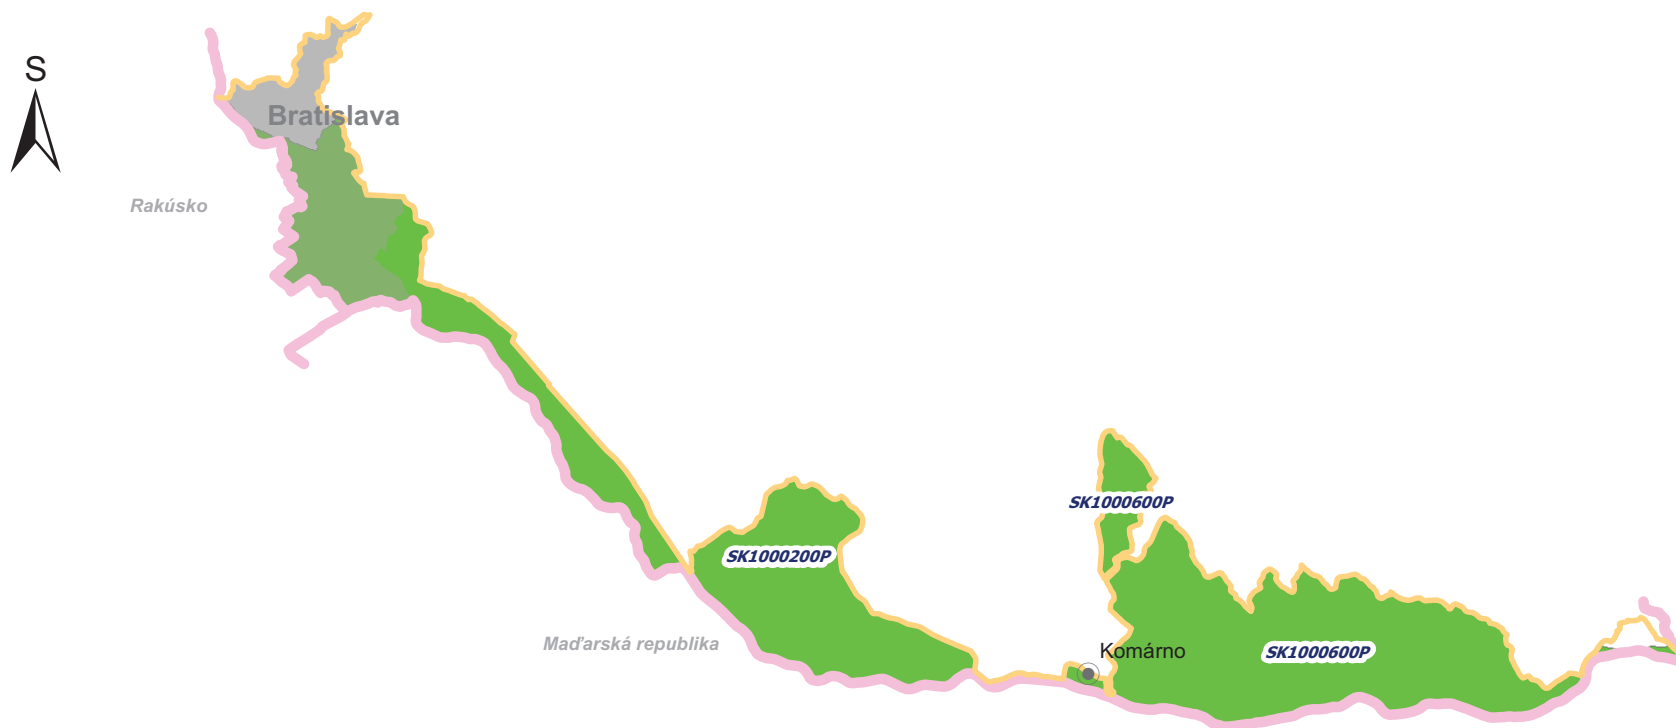 S
Bratislava
Rakúsko
SK1000600P
SK1000200P
Maďarská republika
Komárno
SK1000600P